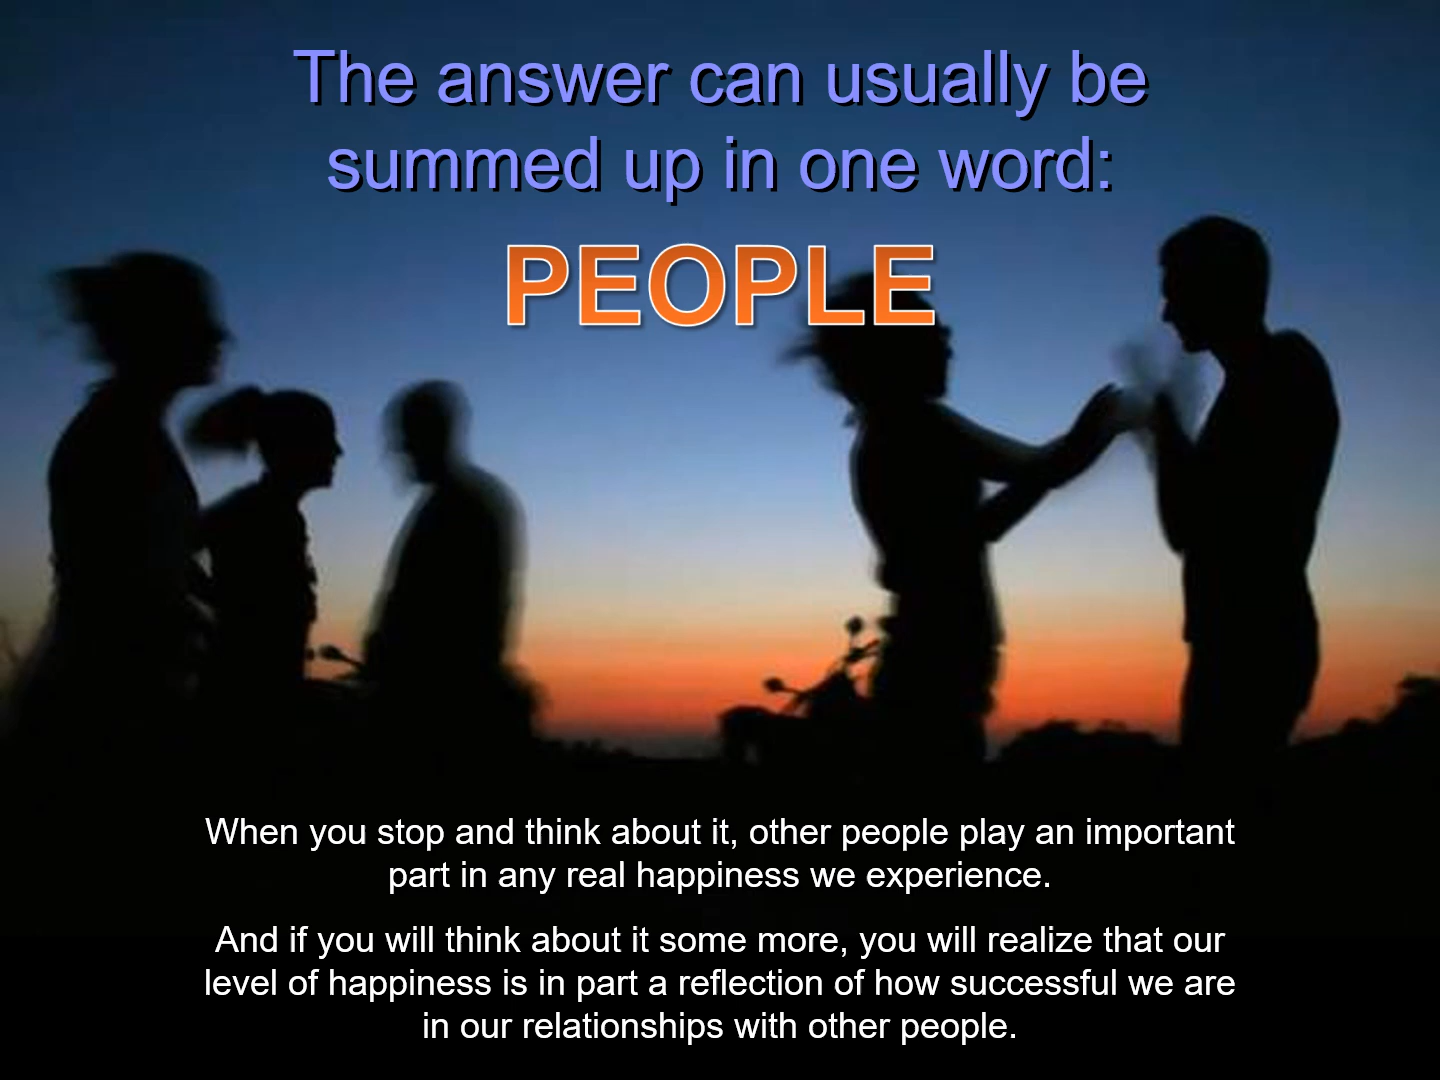 The answer can usually be
summed up in one word:
PEOPLE
When you stop and think about it, other people play an important
part in any real happiness we experience.
And if you will think about it some more, you will realize that our
level of happiness is in part a reflection of how successful we are
in our relationships with other people.